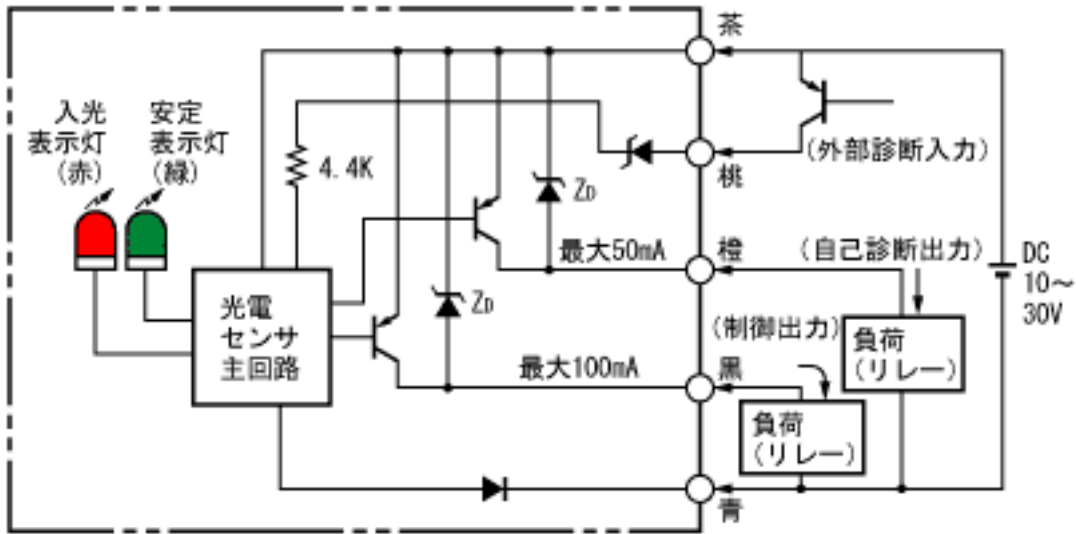 茶
入光
表示灯
(赤)
安定
表示灯
(緑)
4.4K
(外部診断入力)
桃
ZD
最大50mA
橙
(自己診断出力)
DC
10～
30V
光電
センサ
主回路
ZD
(制御出力)
負荷
(リレー)
最大100mA
黒
負荷
(リレー)
青